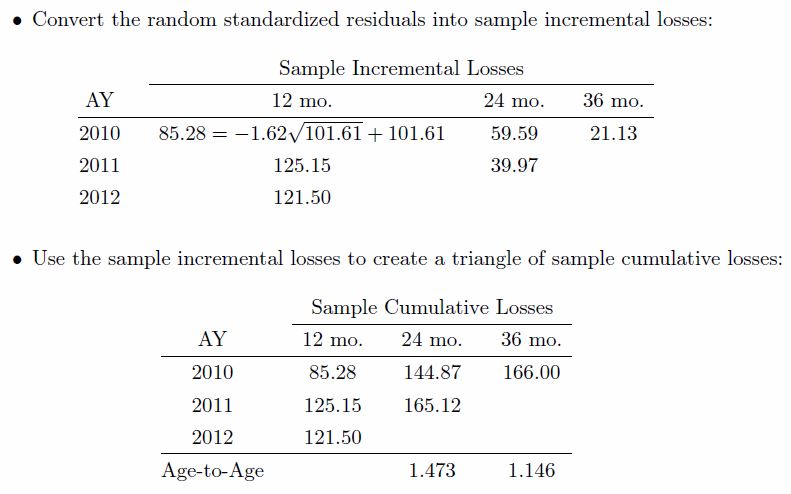 • Convert the random standardized residuals into sample incremental losses:
Sample Incremental Losses
AY 12 mo. 24 mo. 36 mo.
2010 85.28 = −1.62√101.61 + 101.61 59.59 21.13
2011 125.15 39.97
2012 121.50
• Use the sample incremental losses to create a triangle of sample cumulative losses:
Sample Cumulative Losses
AY 12 mo. 24 mo. 36 mo.
2010 85.28 144.87 166.00
2011 125.15 165.12
2012 121.50
Age-to-Age 1.473 1.146